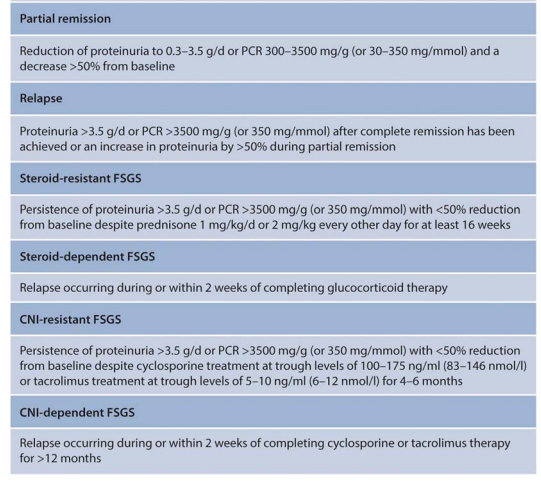 Partial remission
Reduction of proteinuria to 0.3–3.5 g/d or PCR 300–3500 mg/g (or 30–350 mg/mmol) and a
decrease >50% from baseline
Relapse
Proteinuria >3.5 g/d or PCR >3500 mg/g (or 350 mg/mmol) after complete remission has been
achieved or an increase in proteinuria by >50% during partial remission
Steroid-resistant FSGS
Persistence of proteinuria >3.5 g/d or PCR >3500 mg/g (or 350 mg/mmol) with <50% reduction
from baseline despite prednisone 1 mg/kg/d or 2 mg/kg every other day for at least 16 weeks
Steroid-dependent FSGS
Relapse occurring during or within 2 weeks of completing glucocorticoid therapy
CNI-resistant FSGS
Persistence of proteinuria >3.5 g/d or PCR >3500 mg/g (or 350 mg/mmol) with <50% reduction
from baseline despite cyclosporine treatment at trough levels of 100–175 ng/ml (83–146 nmol/l)
or tacrolimus treatment at trough levels of 5–10 ng/ml (6–12 nmol/l) for 4–6 months
CNI-dependent FSGS
Relapse occurring during or within 2 weeks of completing cyclosporine or tacrolimus therapy
for >12 months